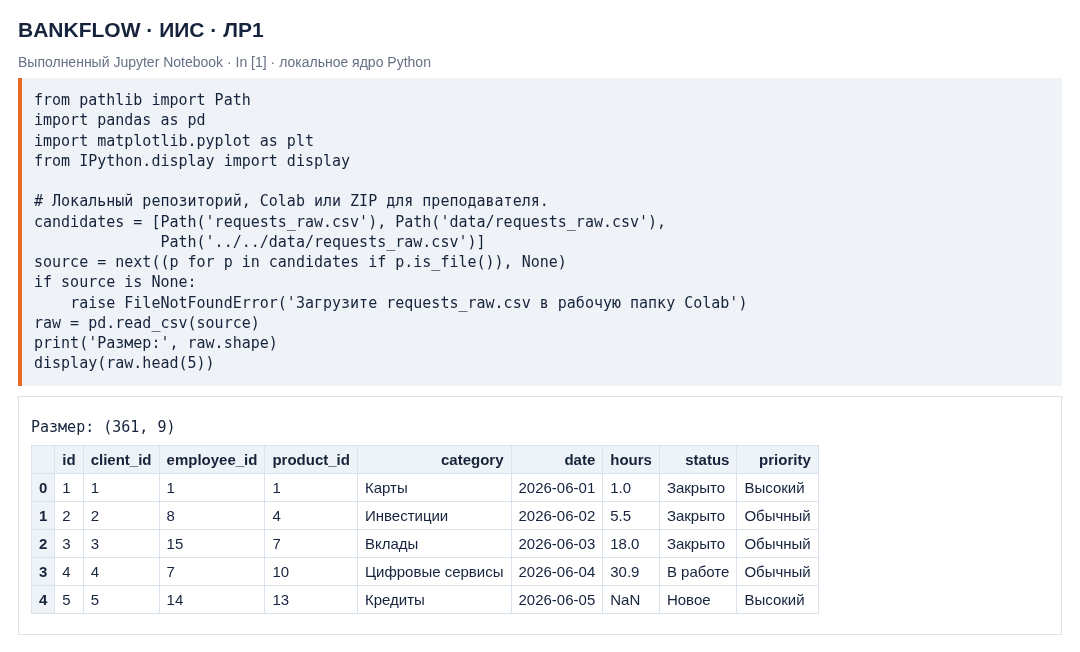 BANKFLOW · ИИС · ЛР1
Выполненный Jupyter Notebook · In [1] · локальное ядро Python
from pathlib import Path
import pandas as pd
import matplotlib.pyplot as plt
from IPython.display import display
# Локальный репозиторий, Colab или ZIP для преподавателя.
candidates = [Path('requests_raw.csv'), Path('data/requests_raw.csv'),
              Path('../../data/requests_raw.csv')]
source = next((p for p in candidates if p.is_file()), None)
if source is None:
    raise FileNotFoundError('Загрузите requests_raw.csv в рабочую папку Colab')
raw = pd.read_csv(source)
print('Размер:', raw.shape)
display(raw.head(5))
Размер: (361, 9)
id client_id employee_id product_id category date hours status priority
0 1 1 1 1 Карты 2026-06-01 1.0 Закрыто Высокий
1 2 2 8 4 Инвестиции 2026-06-02 5.5 Закрыто Обычный
2 3 3 15 7 Вклады 2026-06-03 18.0 Закрыто Обычный
3 4 4 7 10 Цифровые сервисы 2026-06-04 30.9 В работе Обычный
4 5 5 14 13 Кредиты 2026-06-05 NaN Новое Высокий